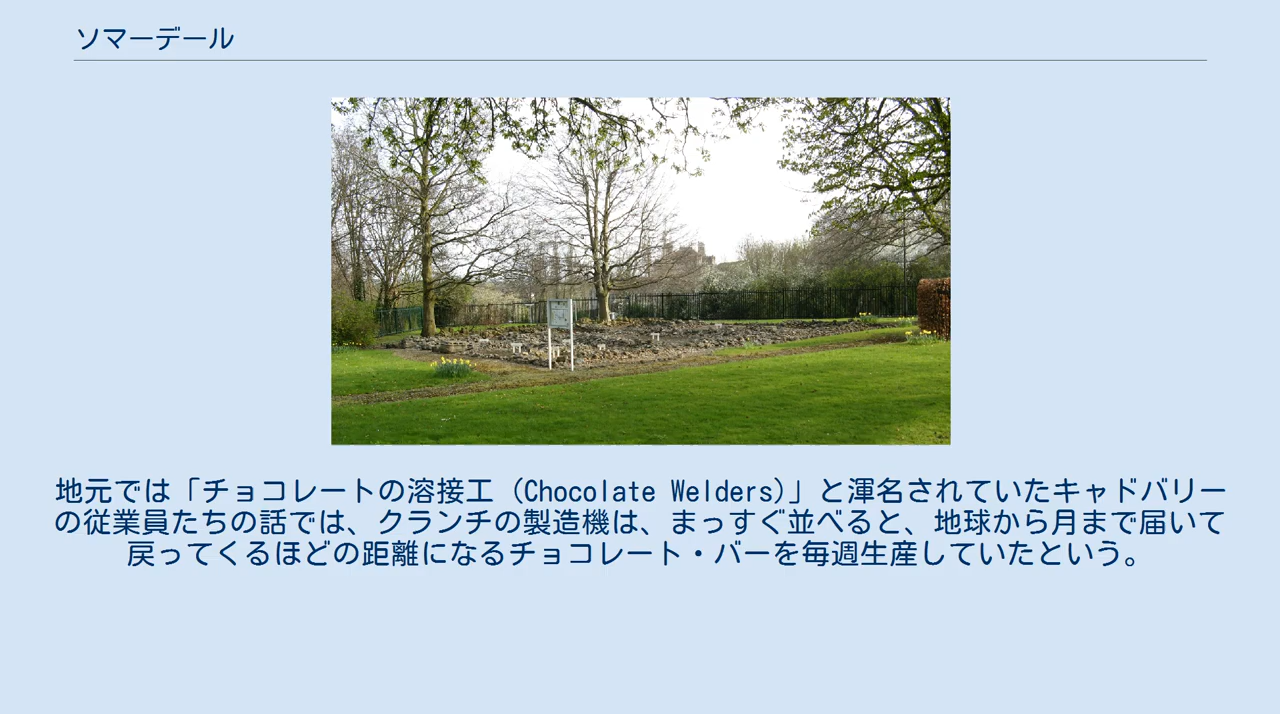 ソマーデール
地元では「チョコレートの溶接工（Chocolate Welders)」と渾名されていたキャドバリー
の従業員たちの話では、クランチの製造機は、まっすぐ並べると、地球から月まで届いて
戻ってくるほどの距離になるチョコレート・バーを毎週生産していたという。